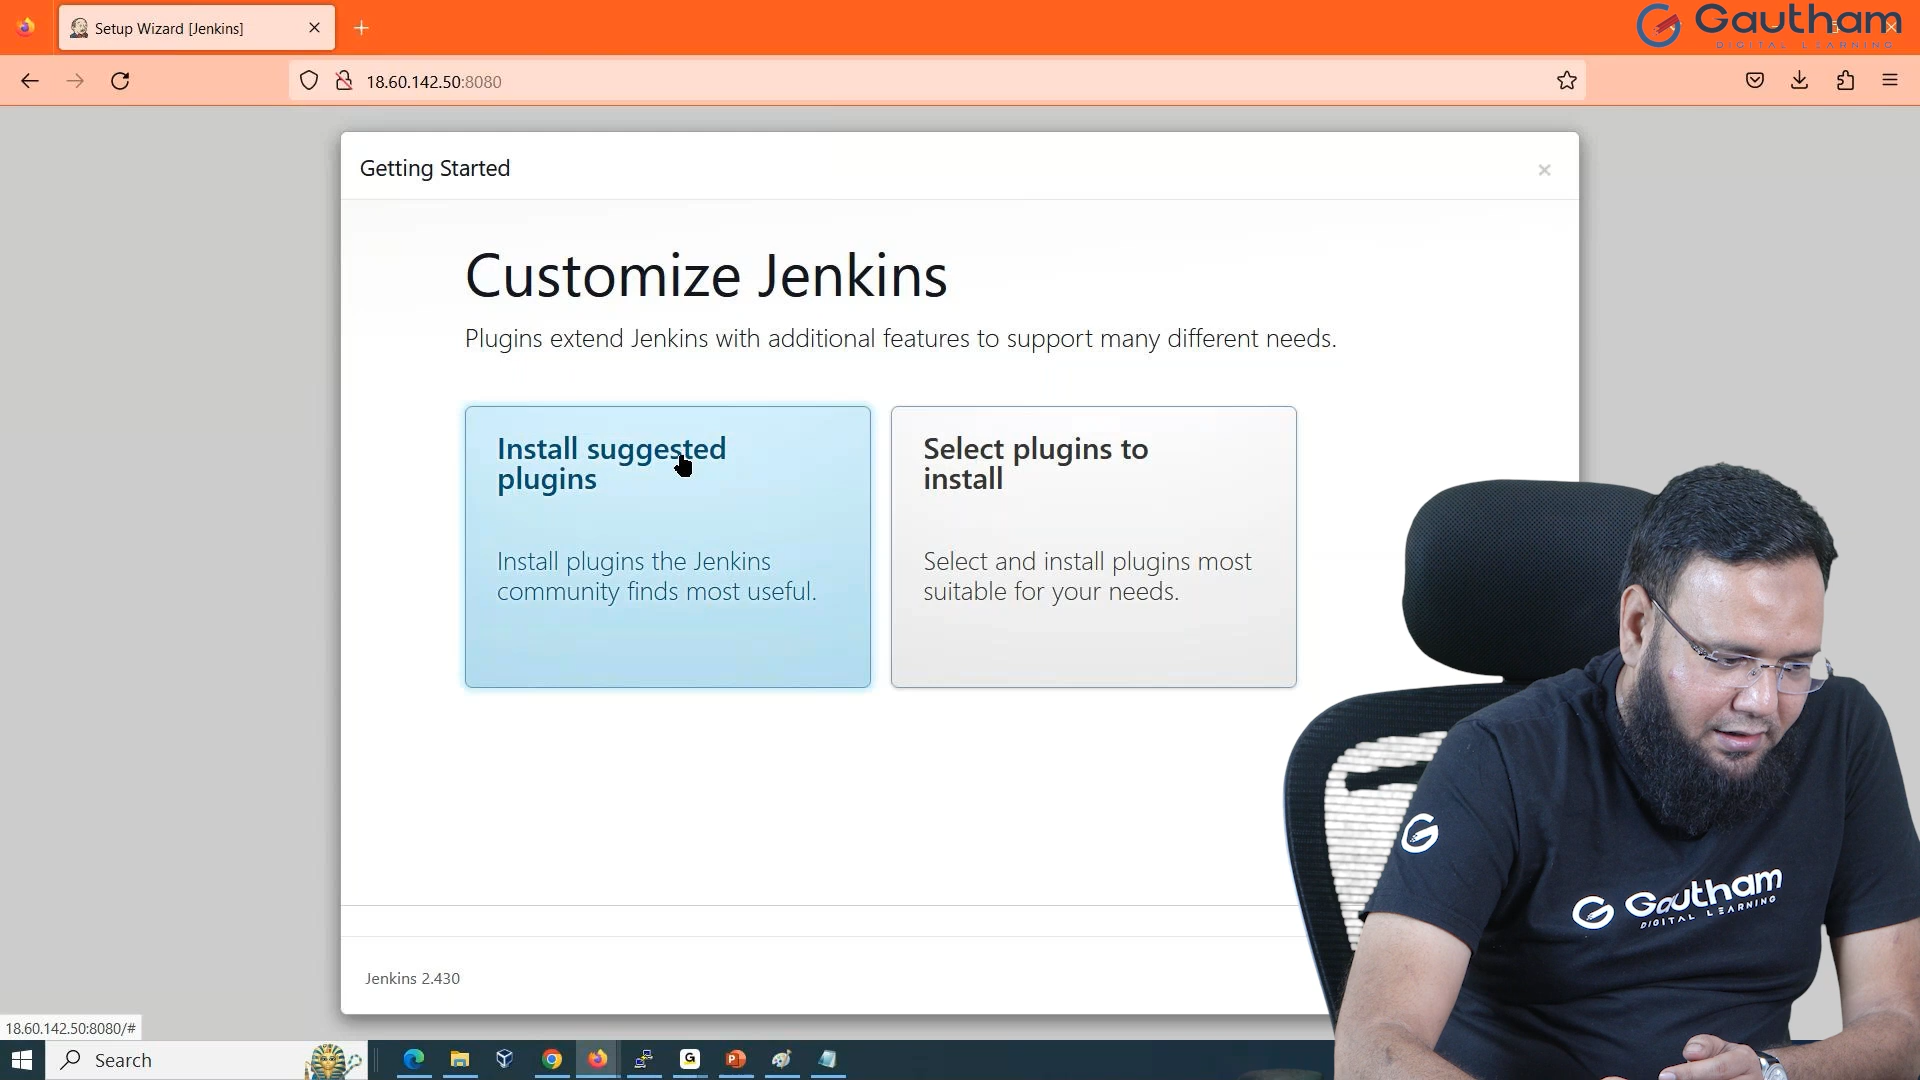 Setup Wizard [Jenkins]
Gautham
DIGITAL LEARNING
18.60.142.50:8080
Getting Started
Customize Jenkins
Plugins extend Jenkins with additional features to support many different needs.
Install suggested
plugins
Install plugins the Jenkins
community finds most useful.
Select plugins to
install
Select and install plugins most
suitable for your needs.
Gautham
DIGITAL LEARNING
Jenkins 2.430
18.60.142.50:8080/#
Search